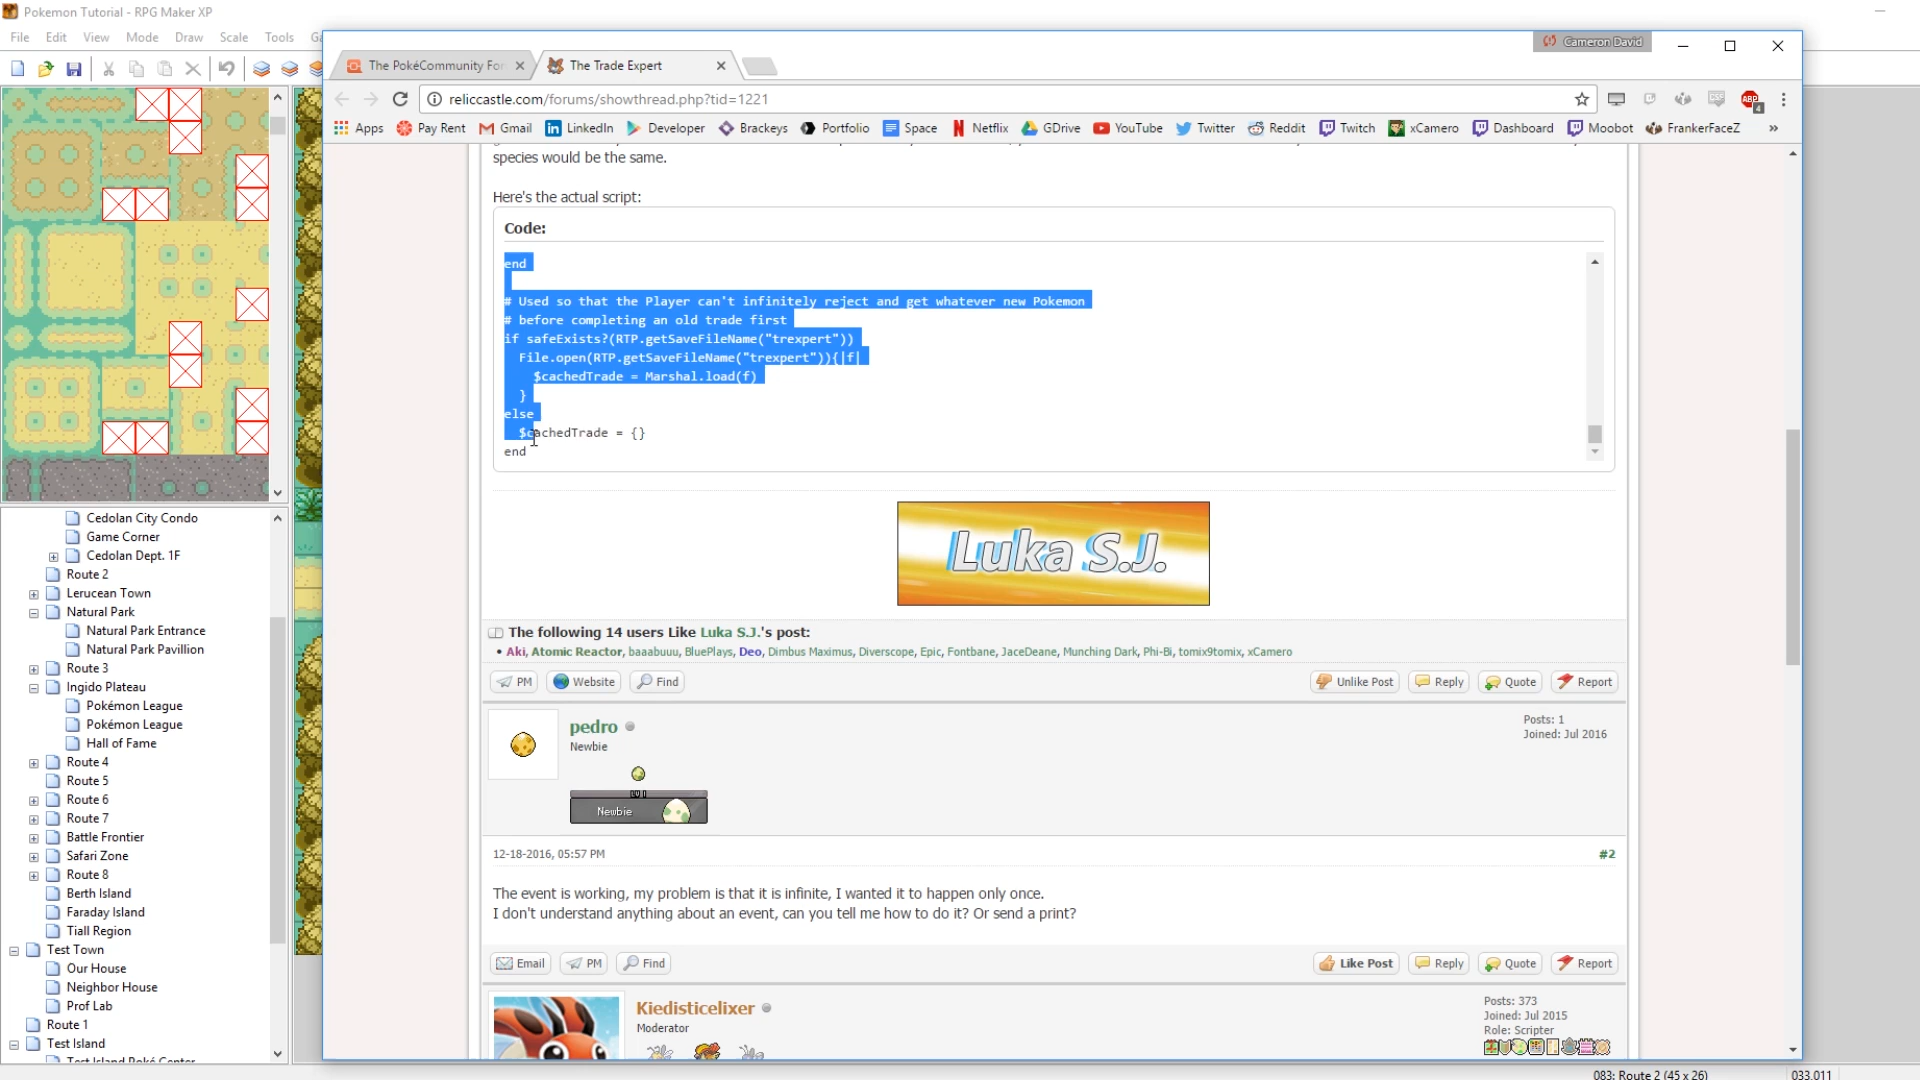 Pokemon Tutorial - RPG Maker XP
File Edit View Mode Draw Scale Tools
Cameron David
The PokéCommunity For
The Trade Expert
reliccastle.com/forums/showthread.php?tid=1221
ABP 4
Apps Pay Rent Gmail LinkedIn Developer Brackeys Portfolio Space Netflix GDrive YouTube Twitter Reddit Twitch xCamero Dashboard Moobot FrankerFaceZ »
species would be the same.
Here's the actual script:
Code:
end
# Used so that the Player can't infinitely reject and get whatever new Pokemon
# before completing an old trade first
if safeExists?(RTP.getSaveFileName("trexpert"))
File.open(RTP.getSaveFileName("trexpert")){|f|
$cachedTrade = Marshal.load(f)
}
else
$cachedTrade = {}
end
Luka S.J.
The following 14 users Like Luka S.J.'s post:
• Aki, Atomic Reactor, baaabuuu, BluePlays, Deo, Dimbus Maximus, Diverscope, Epic, Fontbane, JaceDeane, Munching Dark, Phi-Bi, tomix9tomix, xCamero
PM Website Find Unlike Post Reply Quote Report
pedro
Newbie
Posts: 1
Joined: Jul 2016
Newbie
12-18-2016, 05:57 PM
#2
The event is working, my problem is that it is infinite, I wanted it to happen only once.
I don't understand anything about an event, can you tell me how to do it? Or send a print?
Email PM Find Like Post Reply Quote Report
Kiedisticelixer
Moderator
Posts: 373
Joined: Jul 2015
Role: Scripter
Cedolan City Condo
Game Corner
Cedolan Dept. 1F
Route 2
Lerucean Town
Natural Park
Natural Park Entrance
Natural Park Pavillion
Route 3
Ingido Plateau
Pokémon League
Pokémon League
Hall of Fame
Route 4
Route 5
Route 6
Route 7
Battle Frontier
Safari Zone
Route 8
Berth Island
Faraday Island
Tiall Region
Test Town
Our House
Neighbor House
Prof Lab
Route 1
Test Island
Test Island Poké Center
083: Route 2 (45 x 26)
033,011